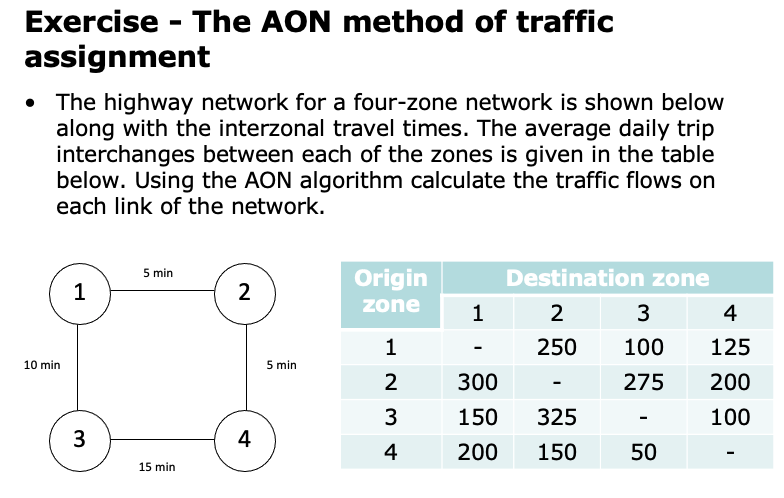 Exercise - The AON method of traffic
assignment
• The highway network for a four-zone network is shown below
along with the interzonal travel times. The average daily trip
interchanges between each of the zones is given in the table
below. Using the AON algorithm calculate the traffic flows on
each link of the network.
1 5 min 2
10 min 5 min
3 15 min 4
Origin zone Destination zone
1 2 3 4
1 - 250 100 125
2 300 - 275 200
3 150 325 - 100
4 200 150 50 -